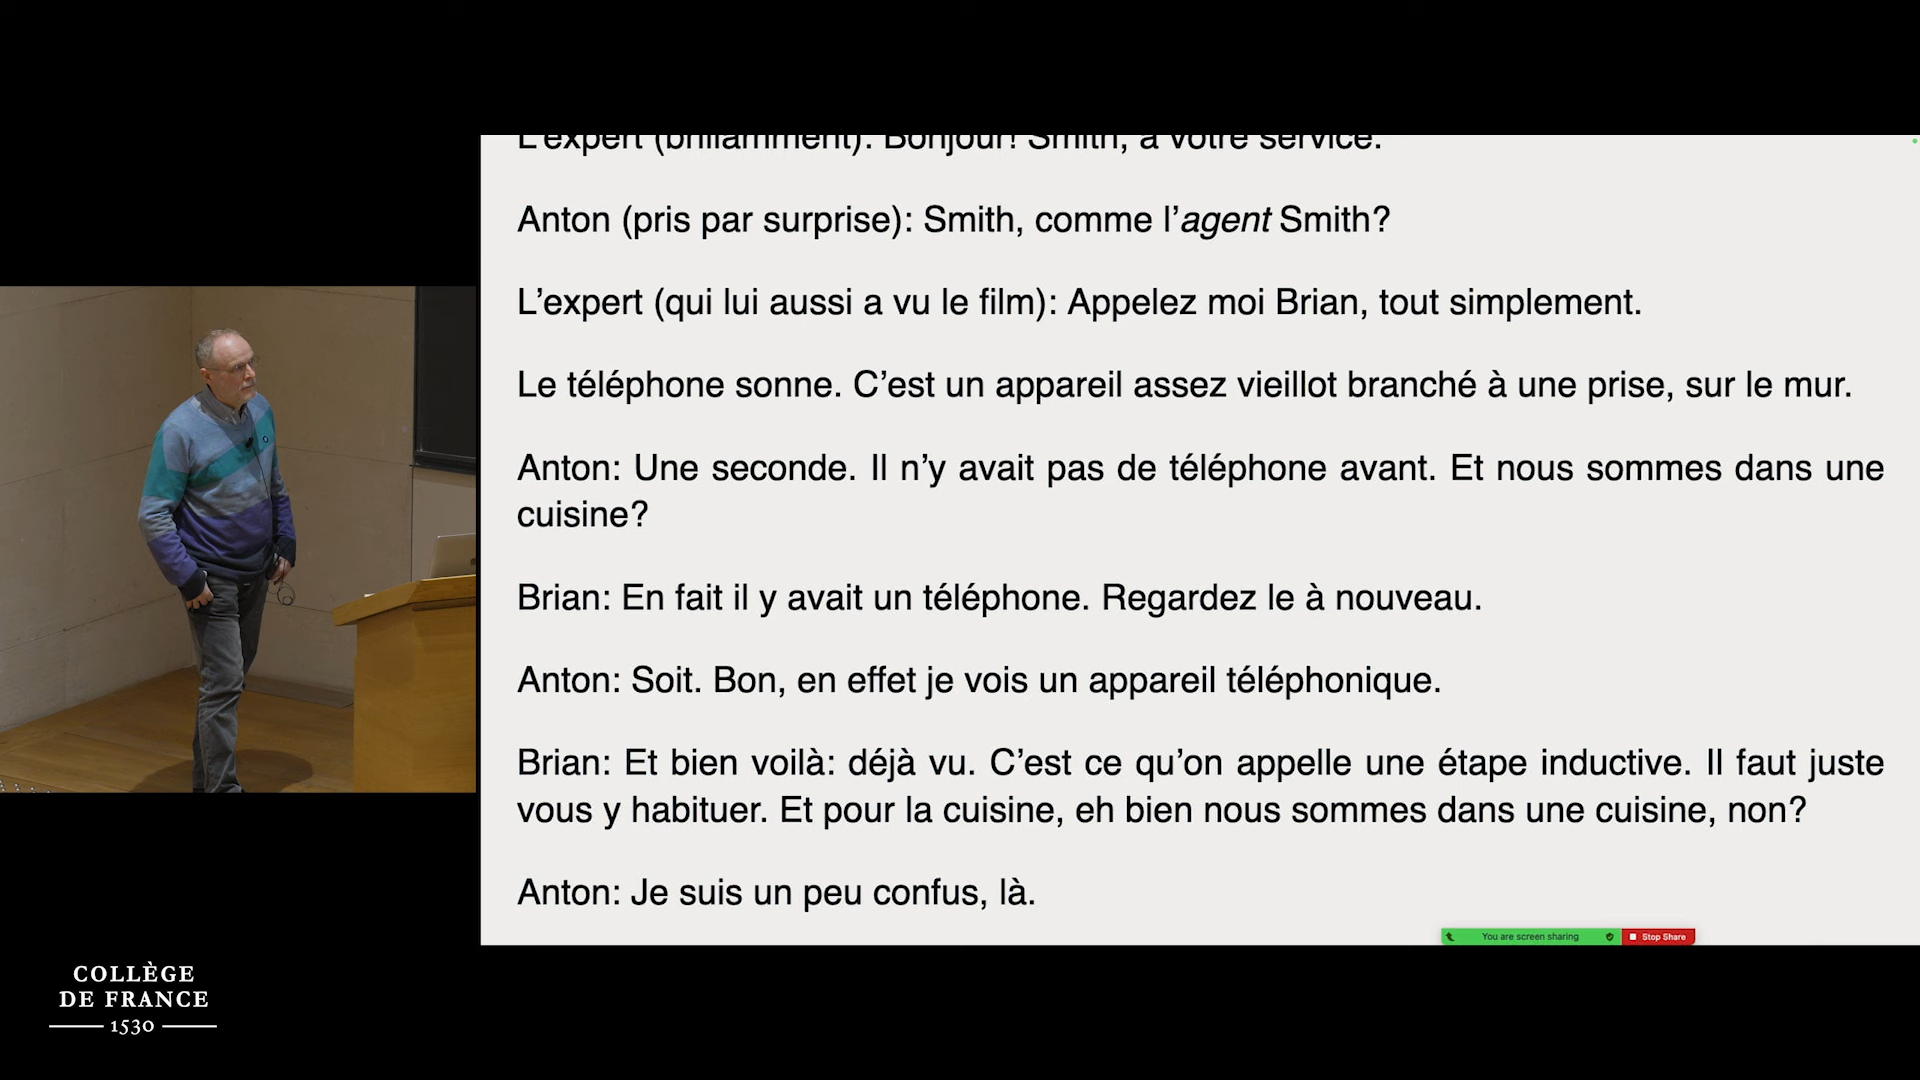 L'expert (brillamment): Bonjour! Smith, à votre service.
Anton (pris par surprise): Smith, comme l'agent Smith?
L'expert (qui lui aussi a vu le film): Appelez moi Brian, tout simplement.
Le téléphone sonne. C'est un appareil assez vieillot branché à une prise, sur le mur.
Anton: Une seconde. Il n'y avait pas de téléphone avant. Et nous sommes dans une
cuisine?
Brian: En fait il y avait un téléphone. Regardez le à nouveau.
Anton: Soit. Bon, en effet je vois un appareil téléphonique.
Brian: Et bien voilà: déjà vu. C'est ce qu'on appelle une étape inductive. Il faut juste
vous y habituer. Et pour la cuisine, eh bien nous sommes dans une cuisine, non?
Anton: Je suis un peu confus, là.
You are screen sharing
Stop Share
COLLÈGE
DE FRANCE
1530